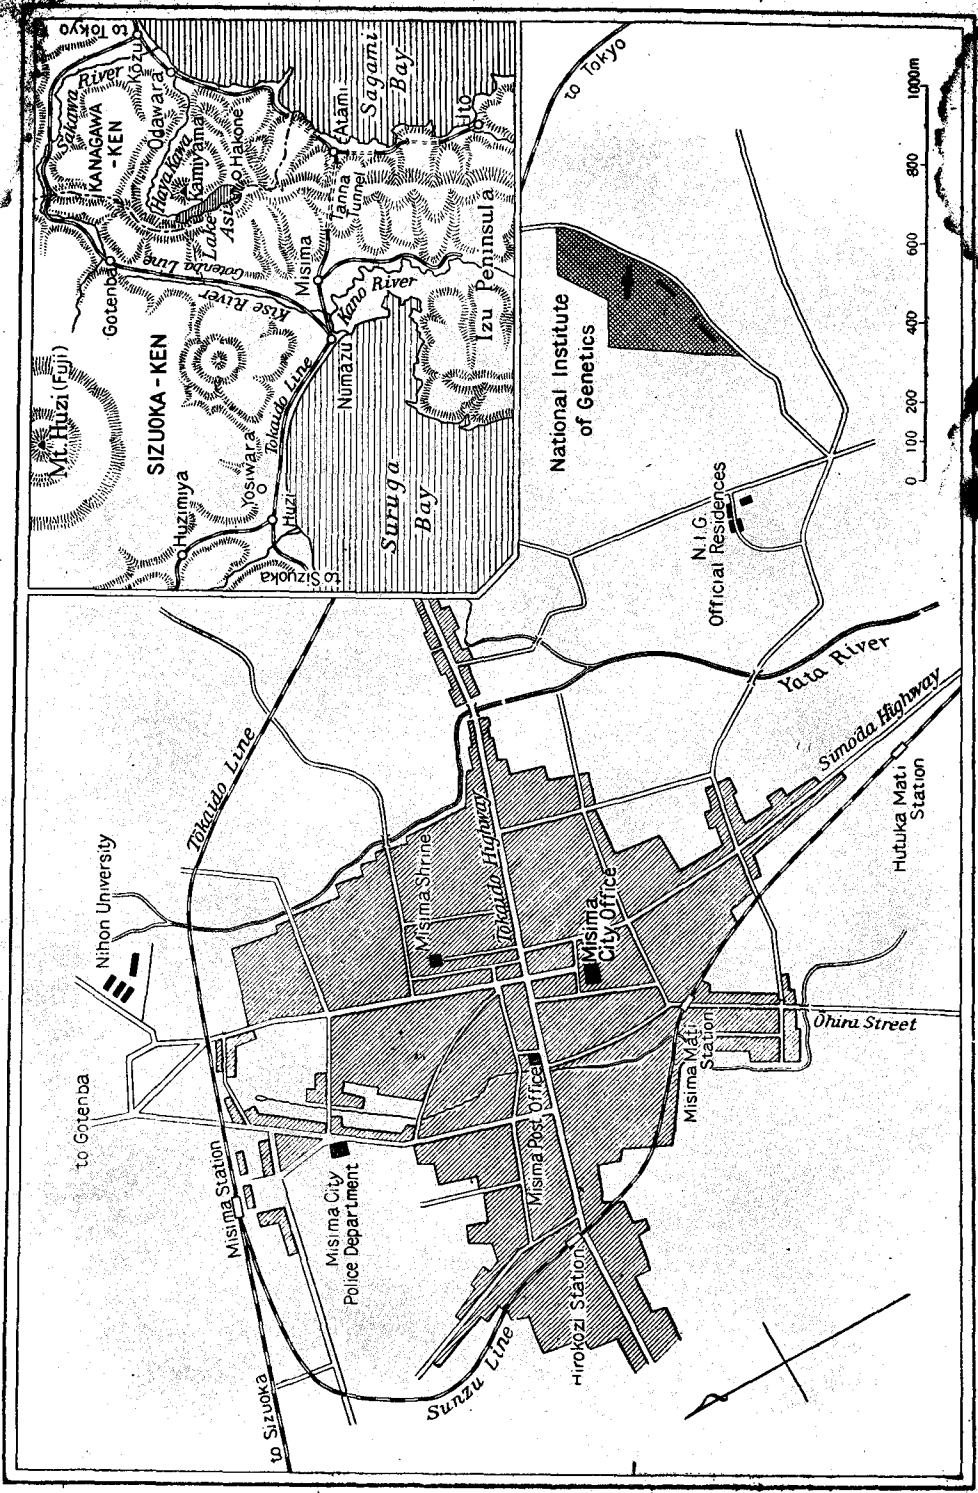 to Tokyo
Sakawa
River
Kōzu
KANAGAWA
-KEN
Odawara
Haya Kawa
Kamiyama
Lake
Asi
Hakone
Atami
Sagami
Bay
Ito
Tanna
Tunnel
Gotenba
Gotenba Line
Kise River
Misima
Kano River
Izu Peninsula
Mt. Huzi (Fuji)
SIZUOKA-KEN
Numazu
Tokaido Line
Yosiwara
Huzimiya
Huzi
Suruga
Bay
to Sizuoka
to Tokyo
National Institute
of Genetics
0 100 200 400 600 800 1000m
N.I.G.
Official Residences
Yata River
Simoda Highway
Hutuka Mati
Station
Tōkaido Line
Nihon University
Misima Shrine
Tokaido Highway
Misima
City Office
Ohira Street
Misima Mati
Station
to Gotenba
Misima Station
Misima City
Police Department
Misima Post Office
Hirokozi Station
Sunzu Line
to Sizuoka